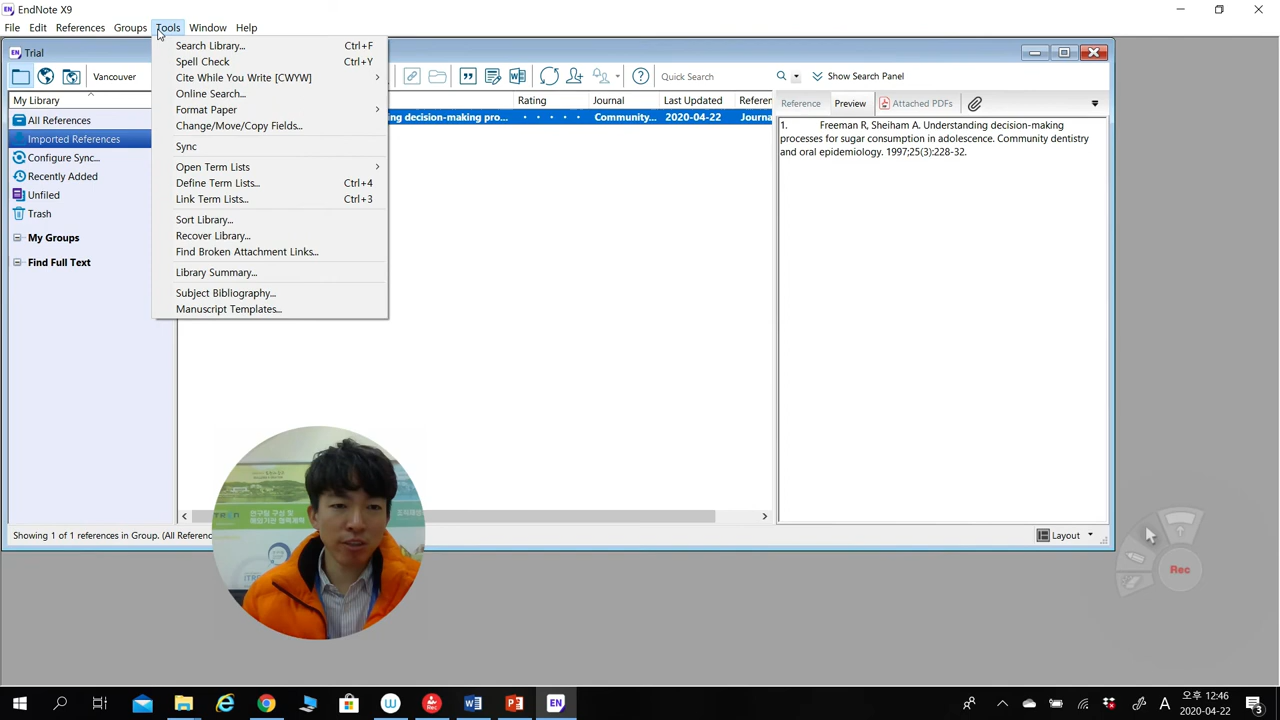 EndNote X9
File Edit References Groups Tools Window Help
Trial
Vancouver
Quick Search
Show Search Panel
My Library
All References
Imported References
Configure Sync...
Recently Added
Unfiled
Trash
My Groups
Find Full Text
Search Library... Ctrl+F
Spell Check Ctrl+Y
Cite While You Write [CWYW]
Online Search...
Format Paper
Change/Move/Copy Fields...
Sync
Open Term Lists
Define Term Lists... Ctrl+4
Link Term Lists... Ctrl+3
Sort Library...
Recover Library...
Find Broken Attachment Links...
Library Summary...
Subject Bibliography...
Manuscript Templates...
Rating Journal Last Updated Referen
ng decision-making pro... Community... 2020-04-22 Journa
Reference Preview Attached PDFs
1. Freeman R, Sheiham A. Understanding decision-making
processes for sugar consumption in adolescence. Community dentistry
and oral epidemiology. 1997;25(3):228-32.
연구팀 구성 및
Showing 1 of 1 references in Group. (All Referenc
Layout
Rec
오후 12:46
2020-04-22
A
3